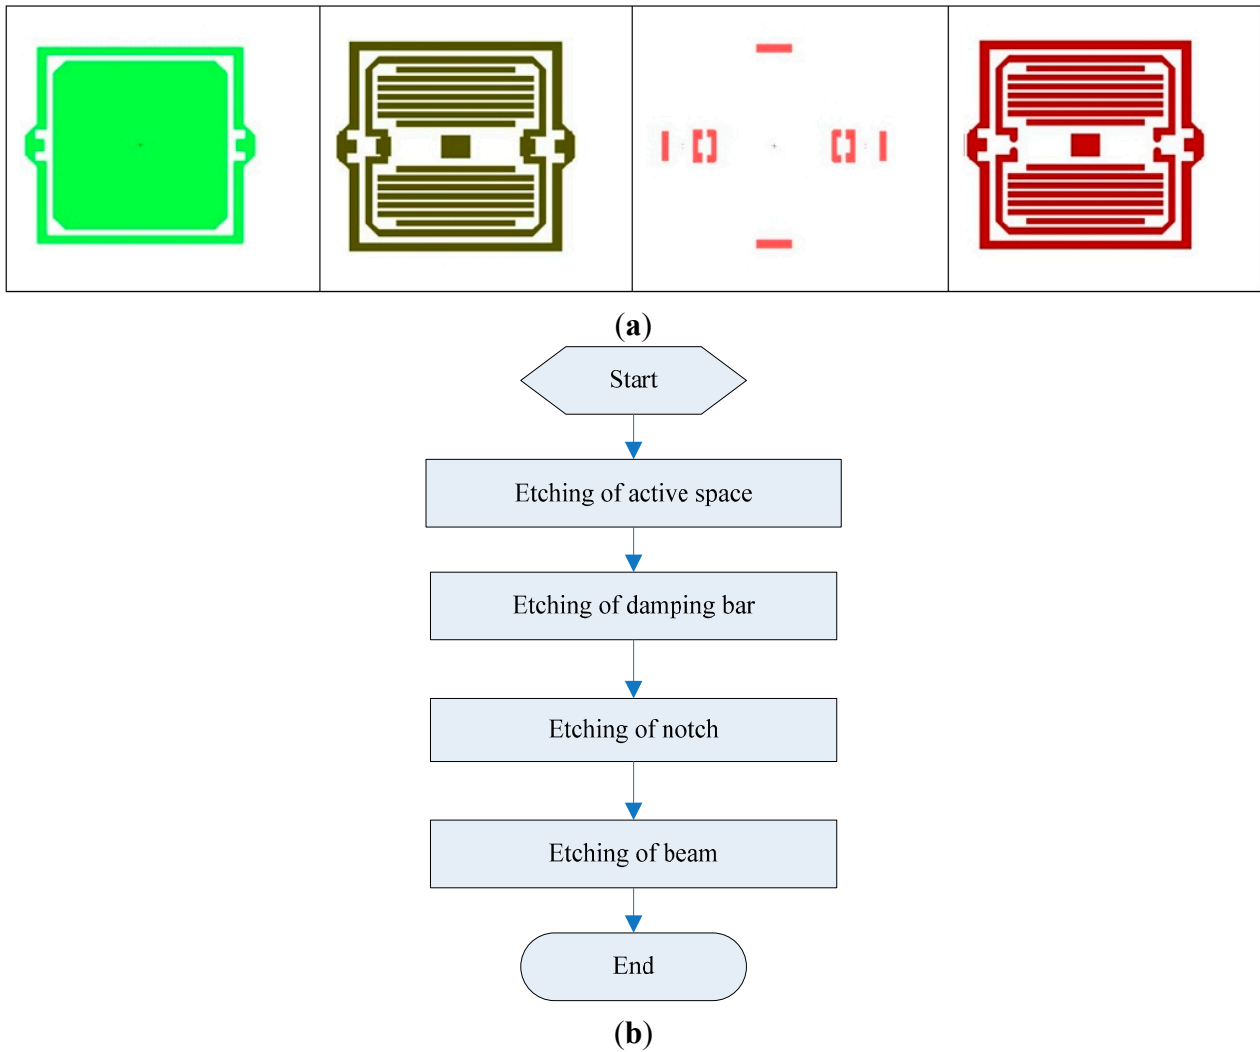 (a)
Start
Etching of active space
Etching of damping bar
Etching of notch
Etching of beam
End
(b)